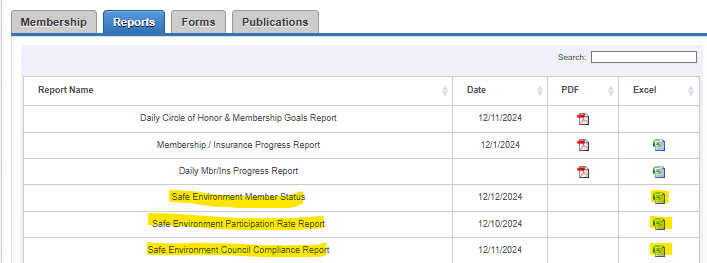 Membership Reports Forms Publications
Search:
Report Name Date PDF Excel
Daily Circle of Honor & Membership Goals Report 12/11/2024
Membership / Insurance Progress Report 12/1/2024
Daily Mbr/Ins Progress Report
Safe Environment Member Status 12/12/2024
Safe Environment Participation Rate Report 12/10/2024
Safe Environment Council Compliance Report 12/11/2024